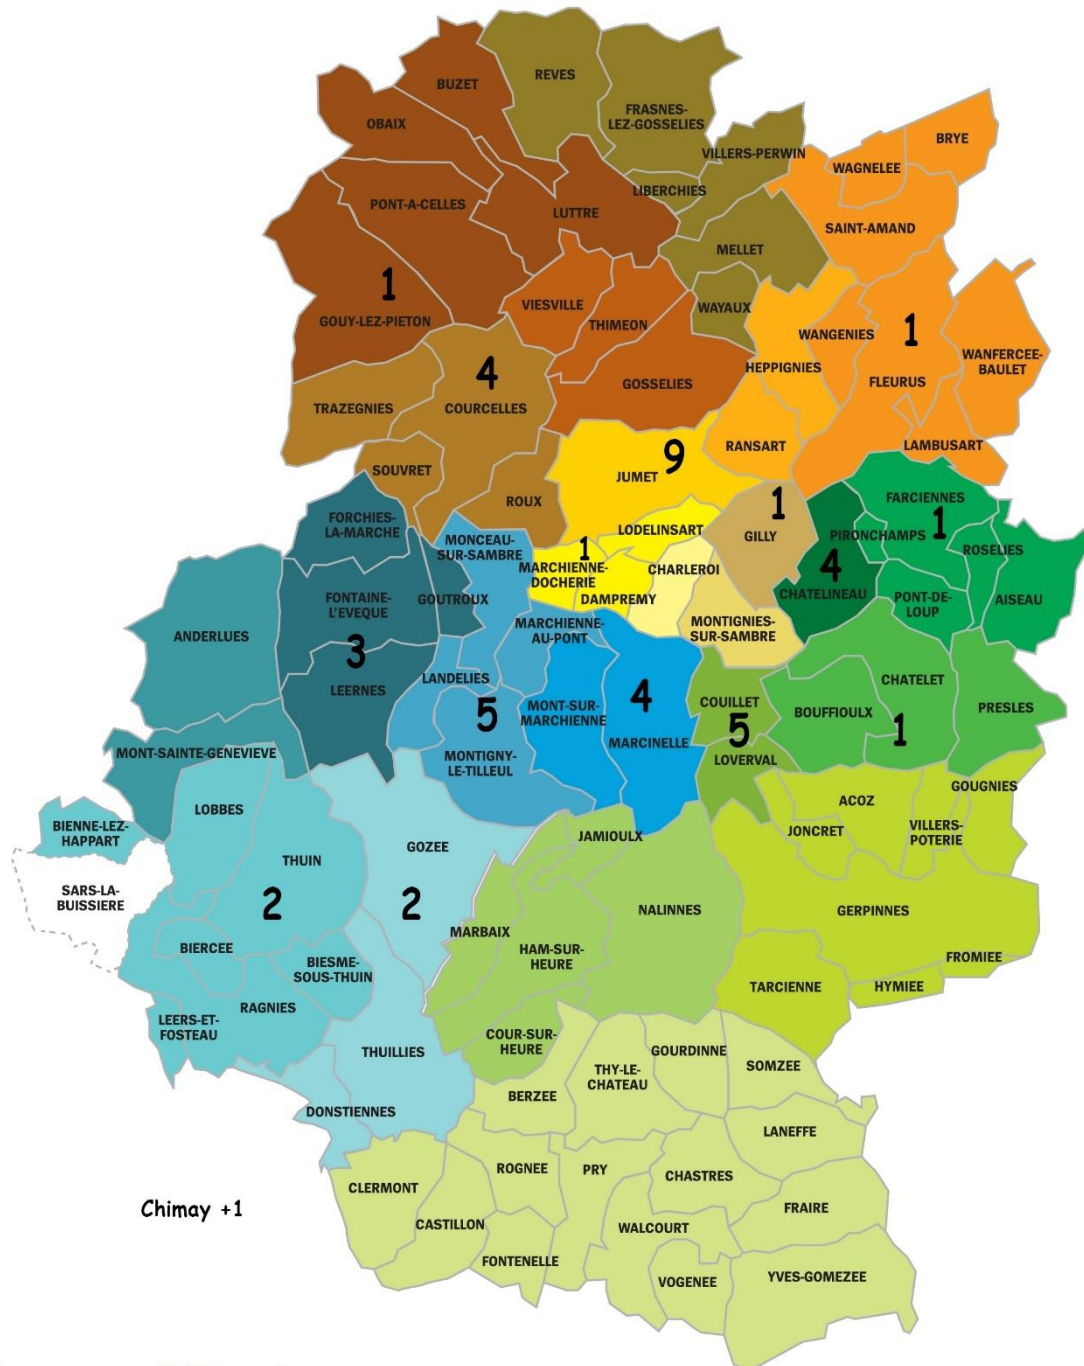 BUZET
REVES
FRASNES-
LEZ-GOSSELIES
OBAIX
VILLERS-PERWIN
BRYE
WAGNELEE
LIBERCHIES
PONT-A-CELLES
LUTTRE
SAINT-AMAND
MELLET
1
GOUY-LEZ-PIETON
VIESVILLE
THIMEON
WAYAUX
WANGENIES
1
WANFERCEE-
BAULET
HEPPIGNIES
FLEURUS
4
COURCELLES
GOSSELIES
TRAZEGNIES
RANSART
LAMBUSART
9
JUMET
SOUVRET
ROUX
FARCIENNES
1
FORCHIES-
LA-MARCHE
LODELINSART
1
GILLY
PIRONCHAMPS
MONCEAU-
SUR-SAMBRE
1
MARCHIENNE-
DOCHERIE
CHARLEROI
4
CHATELINEAU
ROSELIES
FONTAINE-
L'EVEQUE
GOUTROUX
DAMPREMY
PONT-DE-
LOUP
AISEAU
ANDERLUES
MARCHIENNE-
AU-PONT
MONTIGNIES-
SUR-SAMBRE
3
LEERNES
LANDELIES
CHATELET
4
MARCINELLE
COUILLET
5
LOVERVAL
BOUFFIOULX
1
PRESLES
5
MONT-SUR-
MARCHIENNE
MONT-SAINTE-GENEVIEVE
MONTIGNY-
LE-TILLEUL
GOUGNIES
LOBBES
ACOZ
BIENNE-LEZ-
HAPPART
JAMIOULX
JONCRET
VILLERS-
POTERIE
THUIN
GOZEE
SARS-LA-
BUISSIERE
2
2
NALINNES
GERPINNES
MARBAIX
BIERCEE
HAM-SUR-
HEURE
FROMIEE
BIESME-
SOUS-THUIN
TARCIENNE
HYMIEE
RAGNIES
LEERS-ET-
FOSTEAU
COUR-SUR-
HEURE
THUILLIES
GOURDINNE
SOMZEE
THY-LE-
CHATEAU
BERZEE
DONSTIENNES
LANEFFE
ROGNEE
PRY
CHASTRES
CLERMONT
FRAIRE
Chimay +1
CASTILLON
WALCOURT
FONTENELLE
VOGENEE
YVES-GOMEZEE